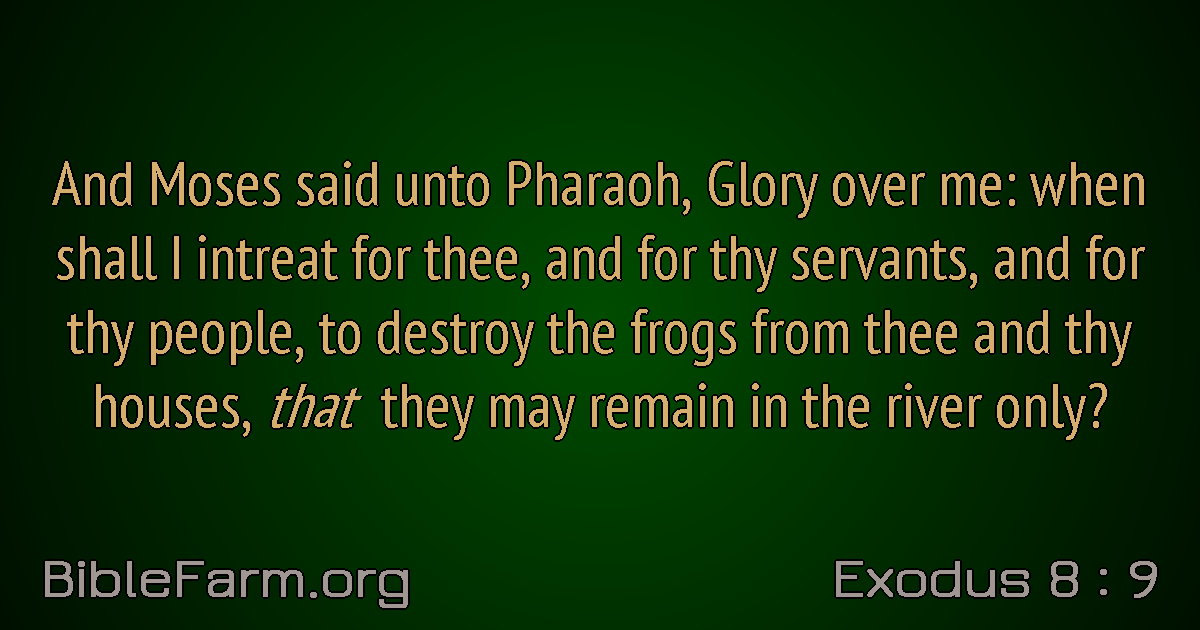 And Moses said unto Pharaoh, Glory over me: when
shall I intreat for thee, and for thy servants, and for
thy people, to destroy the frogs from thee and thy
houses, that they may remain in the river only?
BibleFarm.org
Exodus 8 : 9